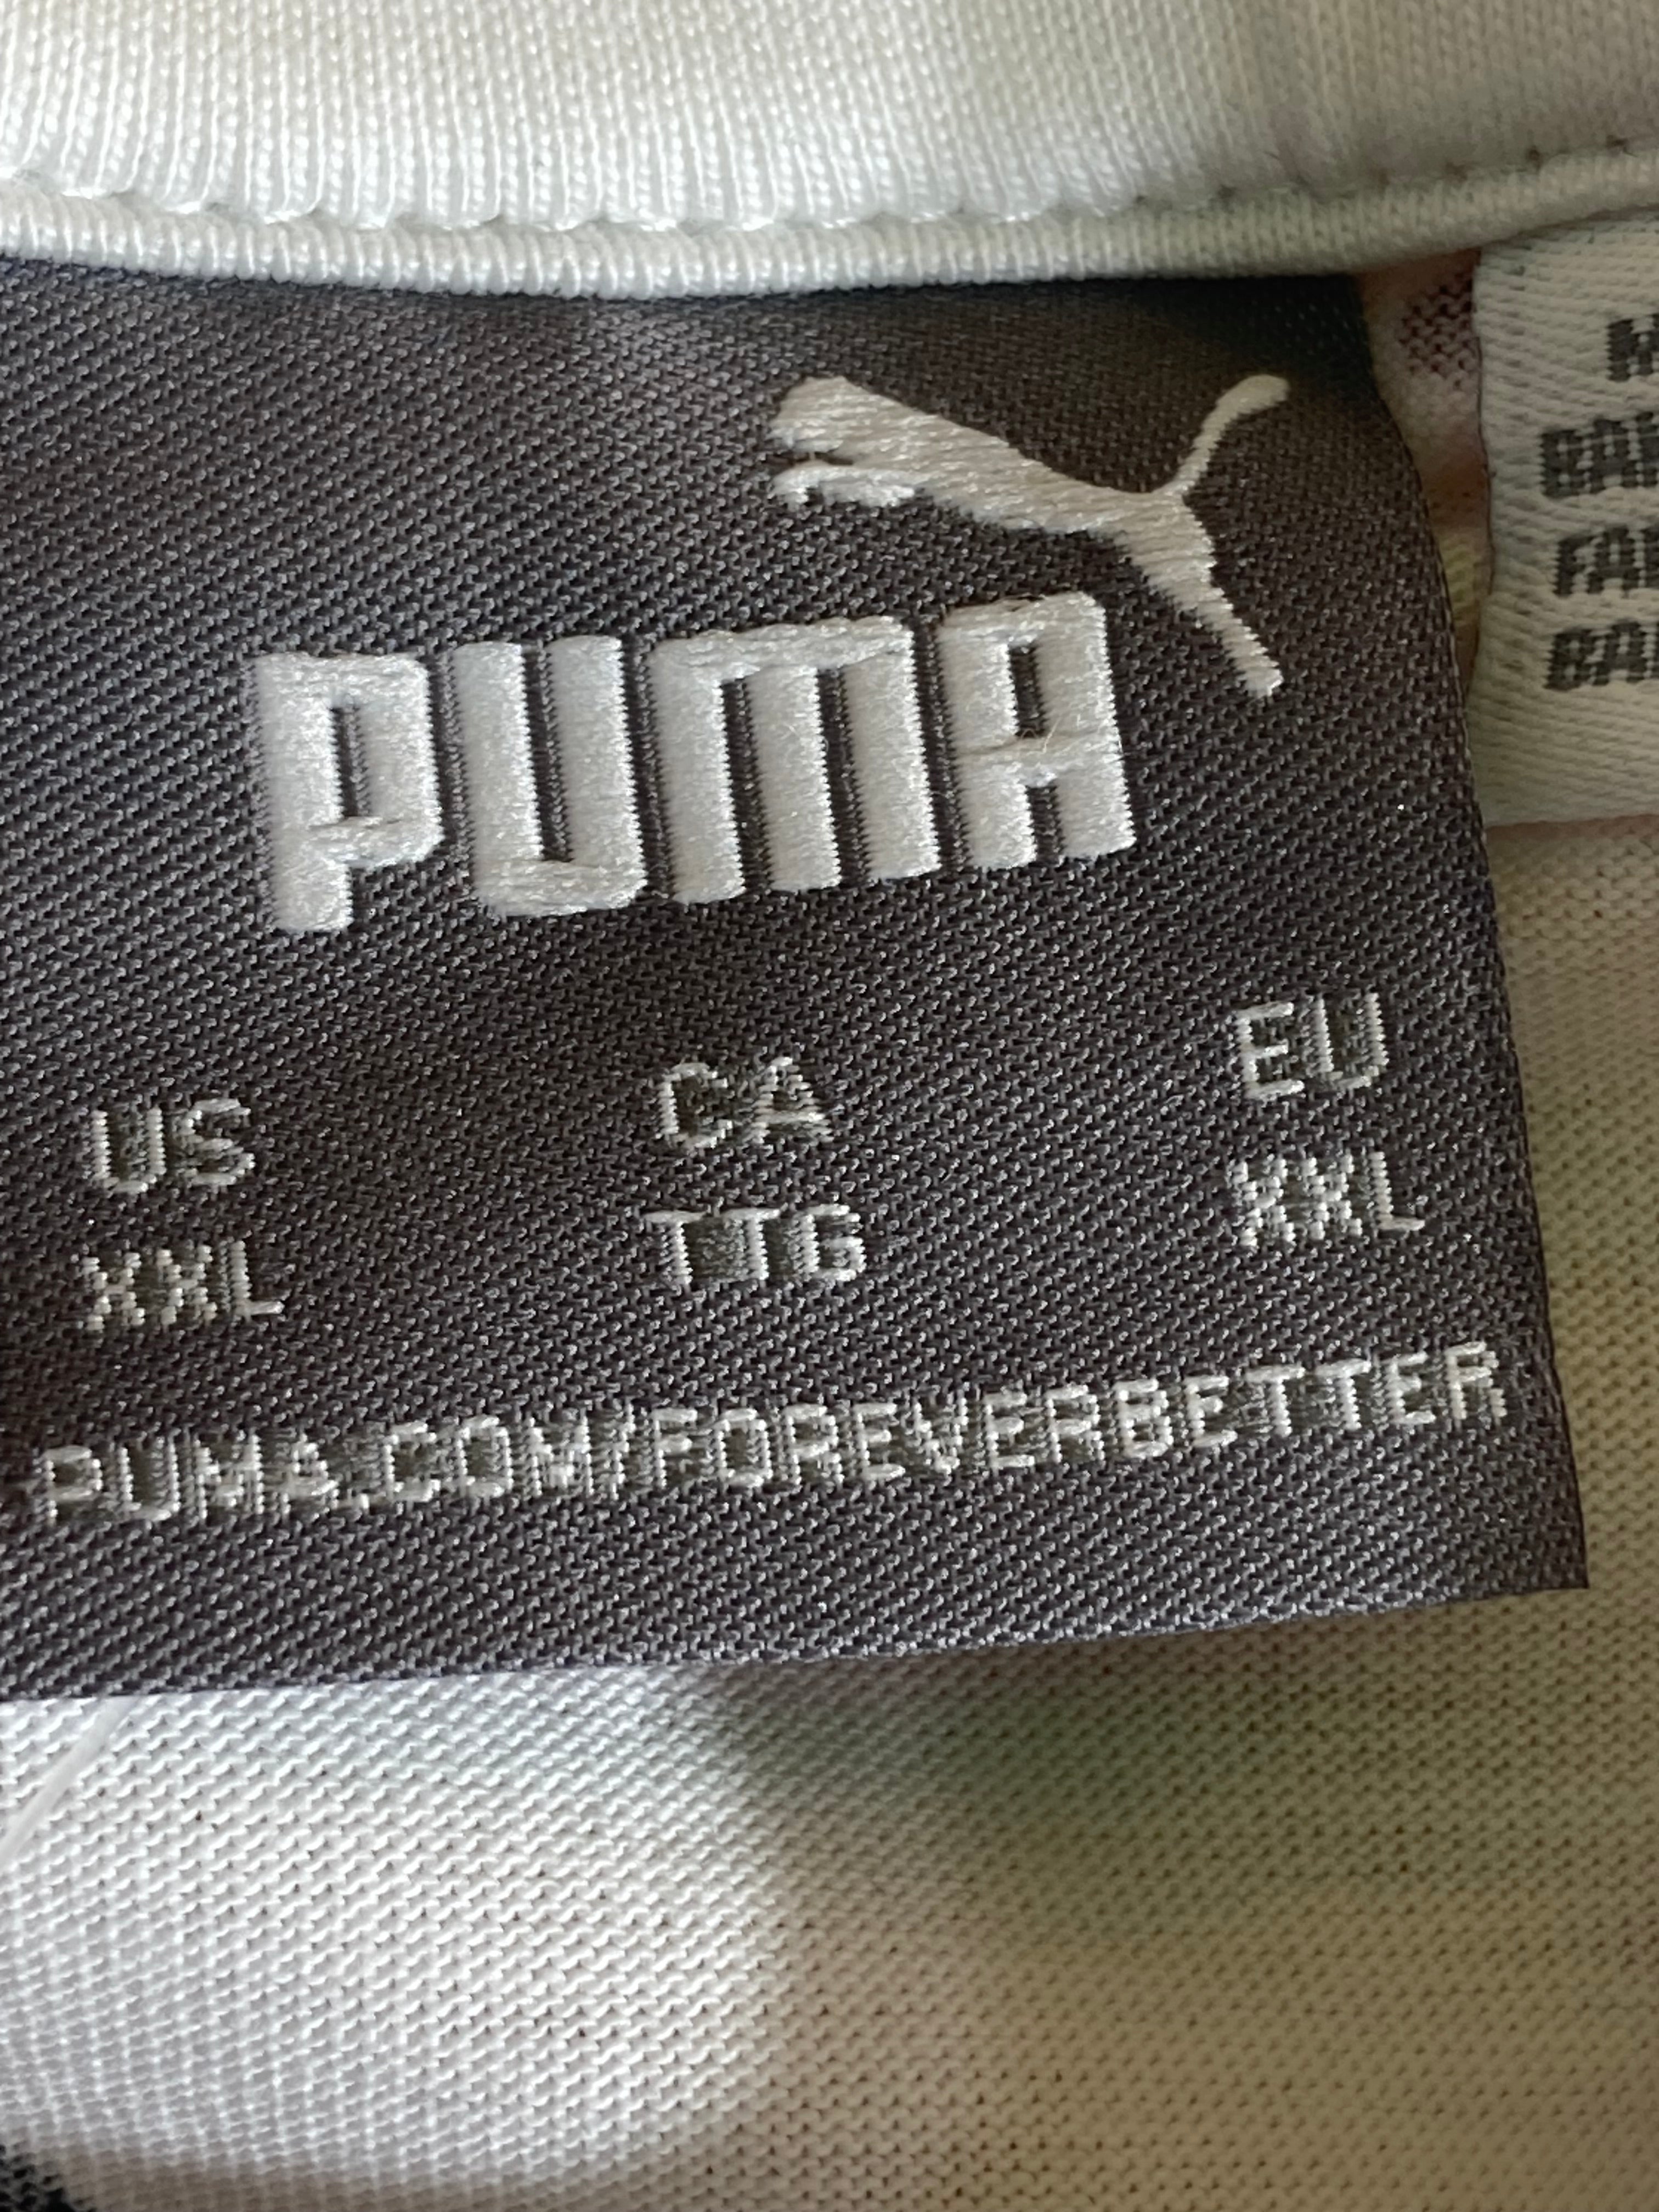 PUMA
US CA EU
XXL TTG XXL
PUMA.COM/FOREVERBETTER